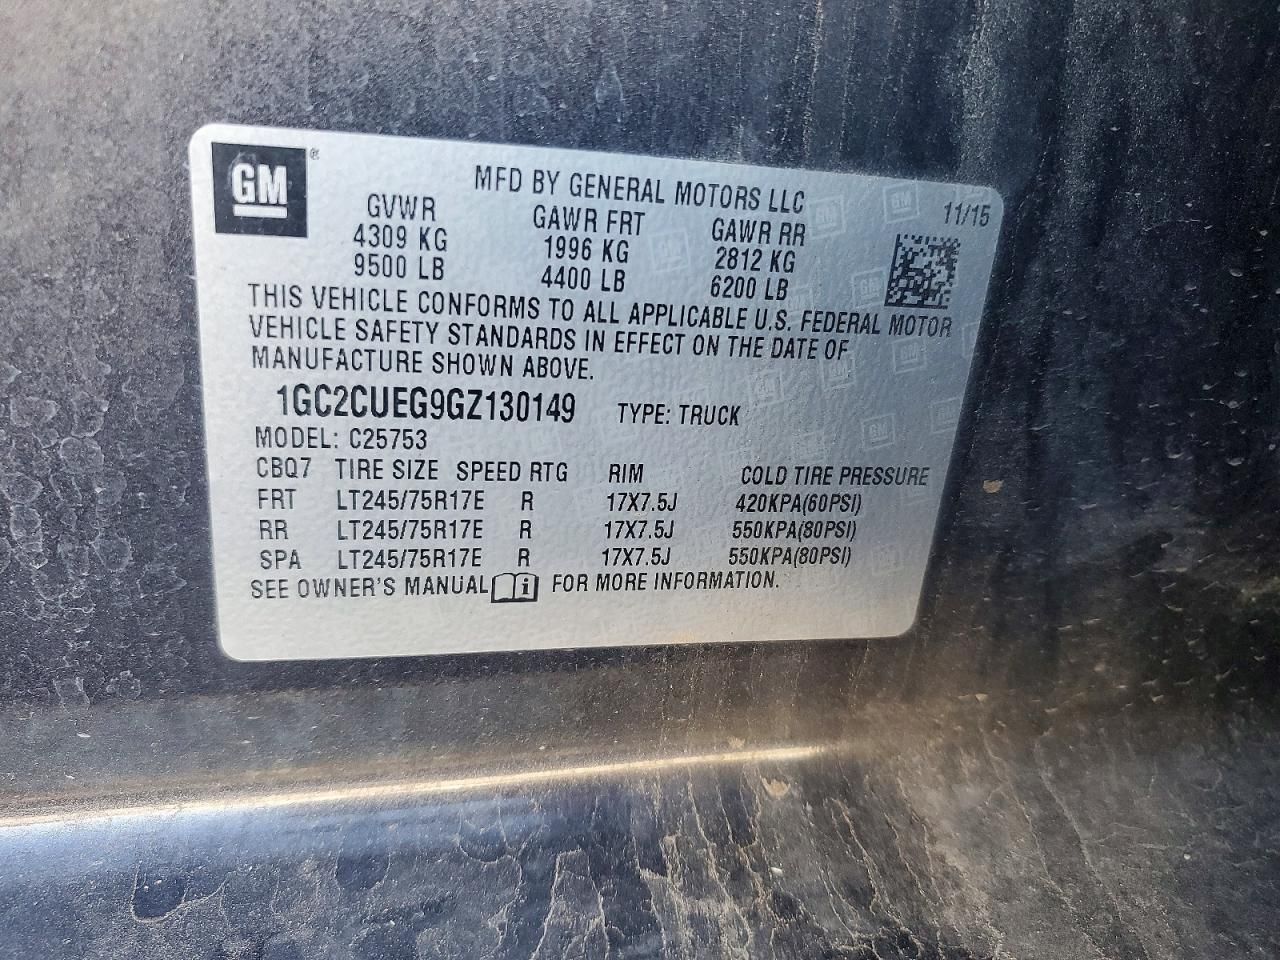 GM®
MFD BY GENERAL MOTORS LLC
11/15
GVWR GAWR FRT GAWR RR
4309 KG 1996 KG 2812 KG
9500 LB 4400 LB 6200 LB
THIS VEHICLE CONFORMS TO ALL APPLICABLE U.S. FEDERAL MOTOR
VEHICLE SAFETY STANDARDS IN EFFECT ON THE DATE OF
MANUFACTURE SHOWN ABOVE.
1GC2CUEG9GZ130149 TYPE: TRUCK
MODEL: C25753
CBQ7 TIRE SIZE SPEED RTG RIM COLD TIRE PRESSURE
FRT LT245/75R17E R 17X7.5J 420KPA(60PSI)
RR LT245/75R17E R 17X7.5J 550KPA(80PSI)
SPA LT245/75R17E R 17X7.5J 550KPA(80PSI)
SEE OWNER'S MANUAL i FOR MORE INFORMATION.